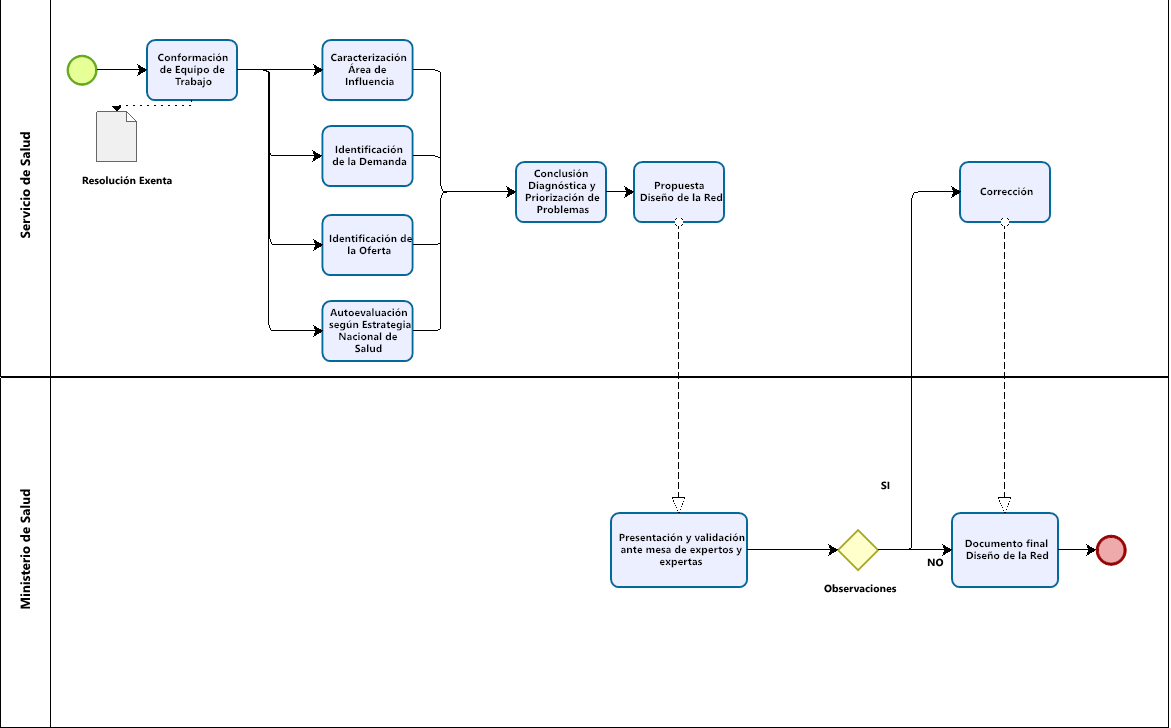 Servicio de Salud
Conformación
de Equipo de
Trabajo
Resolución Exenta
Caracterización
Área de
Influencia
Identificación
de la Demanda
Identificación de
la Oferta
Autoevaluación
según Estrategia
Nacional de
Salud
Conclusión
Diagnóstica y
Priorización de
Problemas
Propuesta
Diseño de la Red
Corrección
Ministerio de Salud
Presentación y validación
ante mesa de expertos y
expertas
Observaciones
SI
NO
Documento final
Diseño de la Red